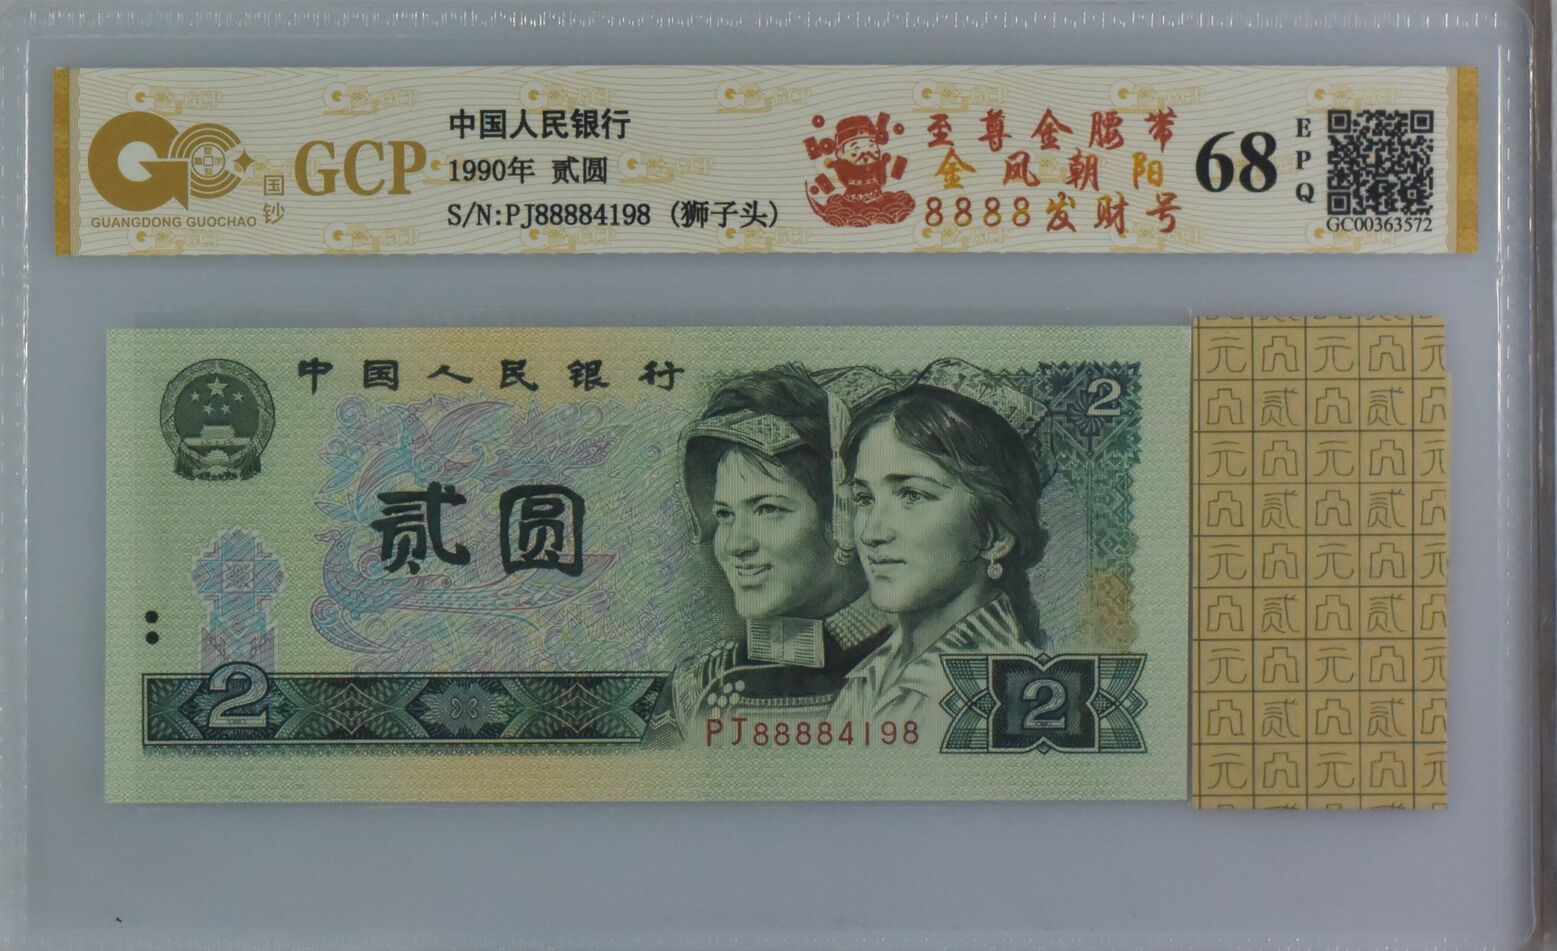 GCP
国钞
GUANGDONG GUOCHAO
中国人民银行
1990年 贰圆
S/N:PJ88884198 (狮子头)
至尊金腰带
金凤朝阳
8888发财号
68
EPQ
GC00363572
中国人民银行
2
贰圆
2
PJ88884198
2